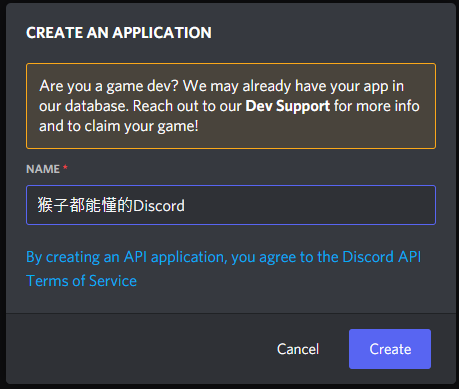 CREATE AN APPLICATION
Are you a game dev? We may already have your app in
our database. Reach out to our Dev Support for more info
and to claim your game!
NAME *
猴子都能懂的Discord
By creating an API application, you agree to the Discord API
Terms of Service
Cancel Create